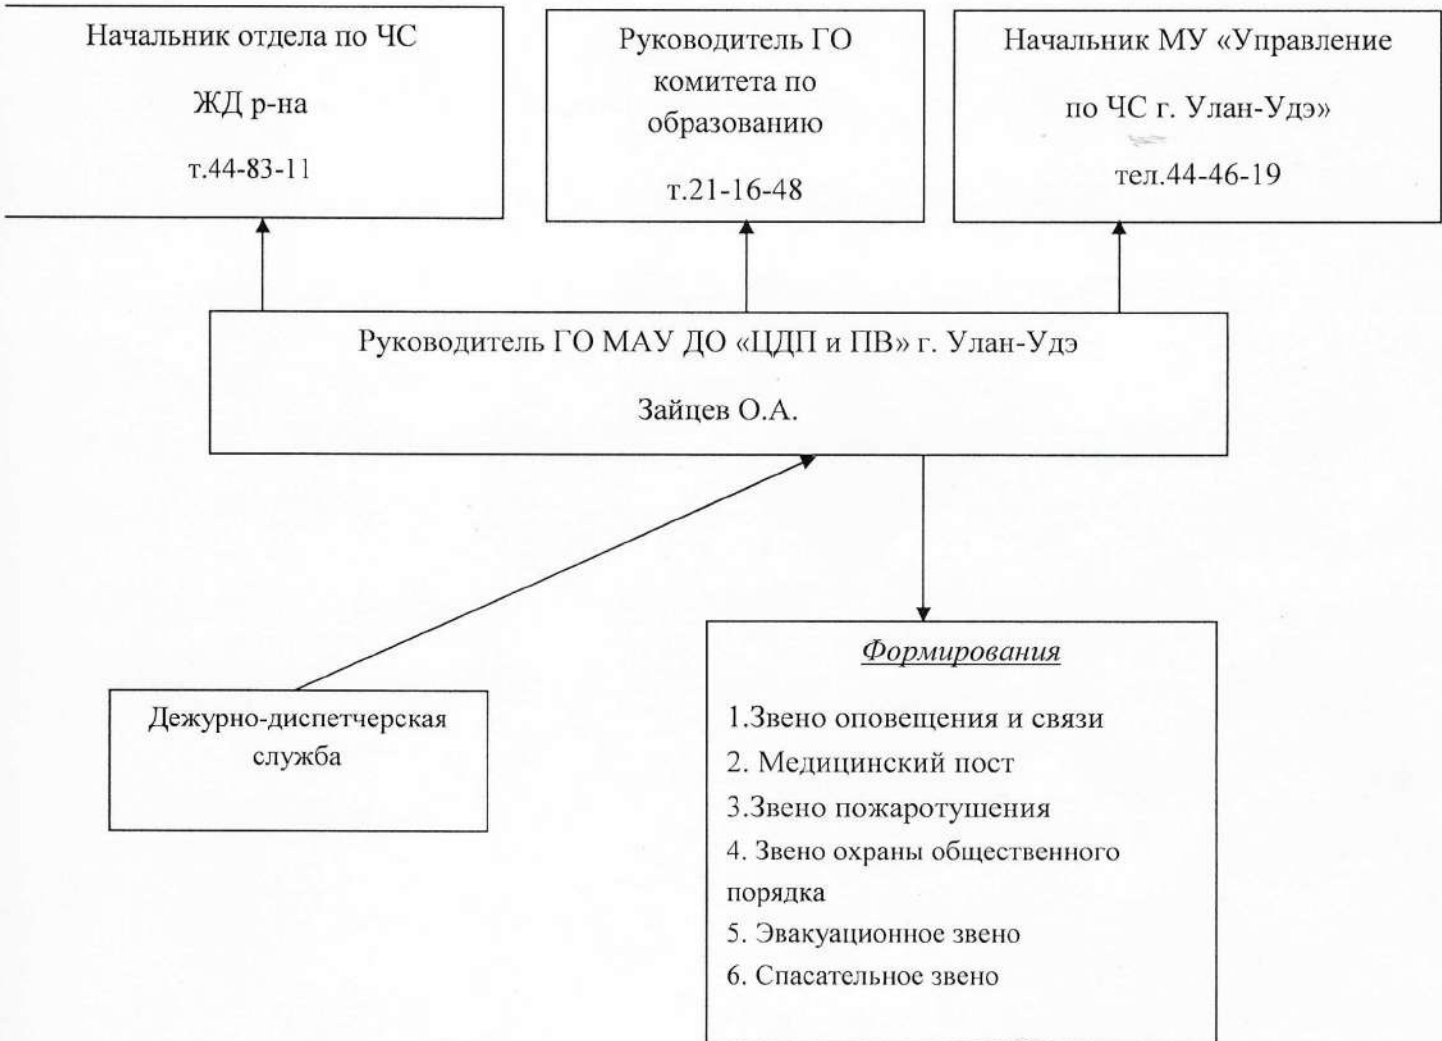 Начальник отдела по ЧС
ЖД р-на
т.44-83-11
Руководитель ГО
комитета по
образованию
т.21-16-48
Начальник МУ «Управление
по ЧС г. Улан-Удэ»
тел.44-46-19
Руководитель ГО МАУ ДО «ЦДП и ПВ» г. Улан-Удэ
Зайцев О.А.
Дежурно-диспетчерская
служба
Формирования
1.Звено оповещения и связи
2. Медицинский пост
3.Звено пожаротушения
4. Звено охраны общественного
порядка
5. Эвакуационное звено
6. Спасательное звено